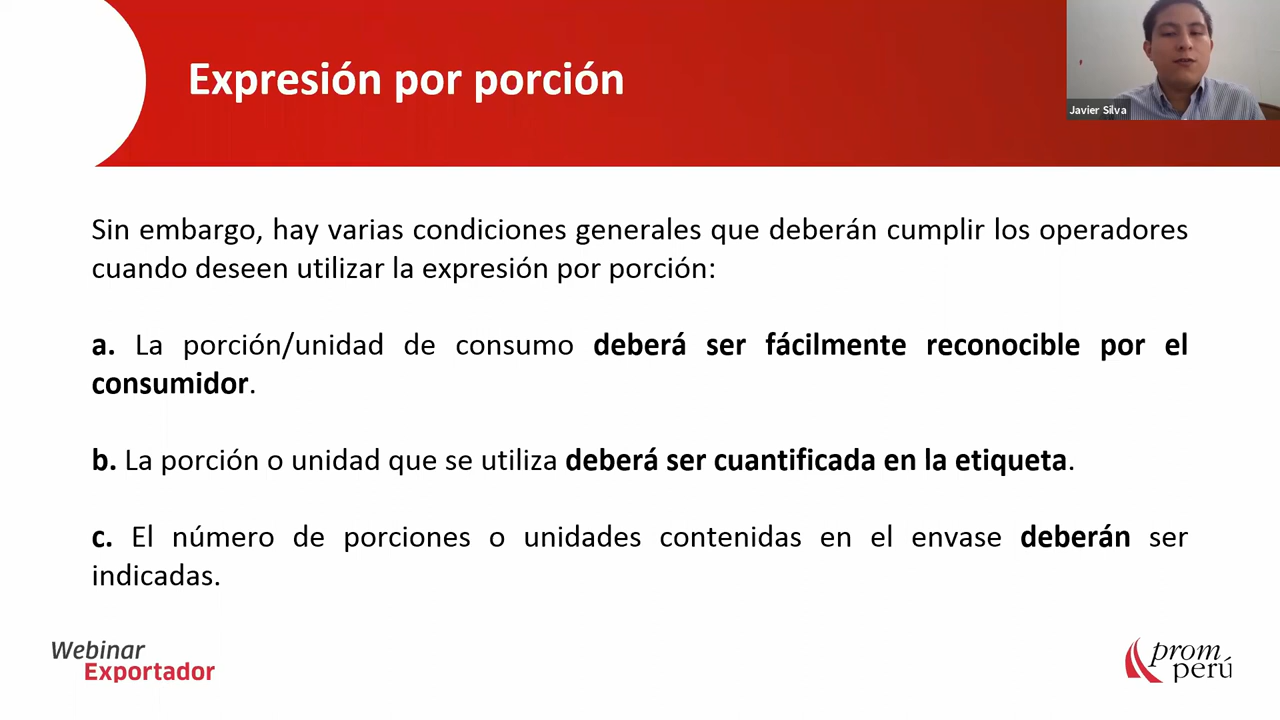 Expresión por porción
Javier Silva
Sin embargo, hay varias condiciones generales que deberán cumplir los operadores
cuando deseen utilizar la expresión por porción:
a. La porción/unidad de consumo deberá ser fácilmente reconocible por el
consumidor.
b. La porción o unidad que se utiliza deberá ser cuantificada en la etiqueta.
c. El número de porciones o unidades contenidas en el envase deberán ser
indicadas.
Webinar
Exportador
prom
perú